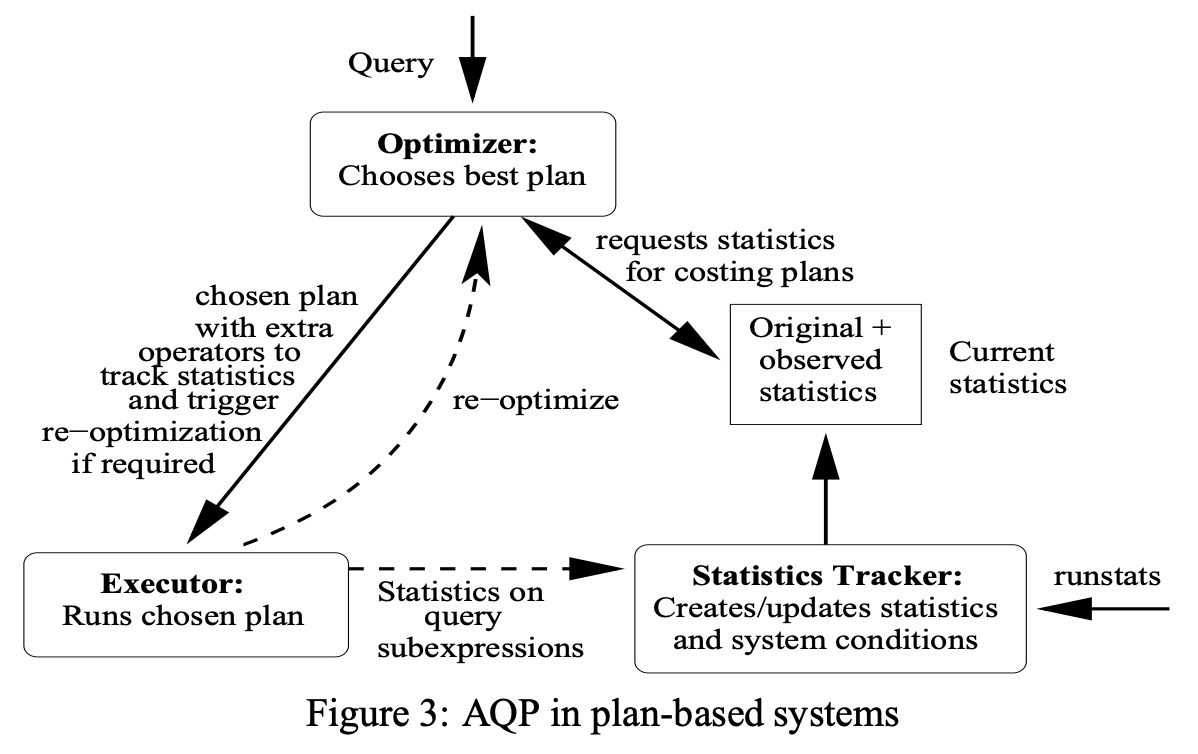 Query
Optimizer:
Chooses best plan
requests statistics
for costing plans
chosen plan
with extra
operators to
track statistics
and trigger
re−optimization
if required
re−optimize
Original +
observed
statistics
Current
statistics
Executor:
Runs chosen plan
Statistics on
query
subexpressions
Statistics Tracker:
Creates/updates statistics
and system conditions
runstats
Figure 3: AQP in plan-based systems